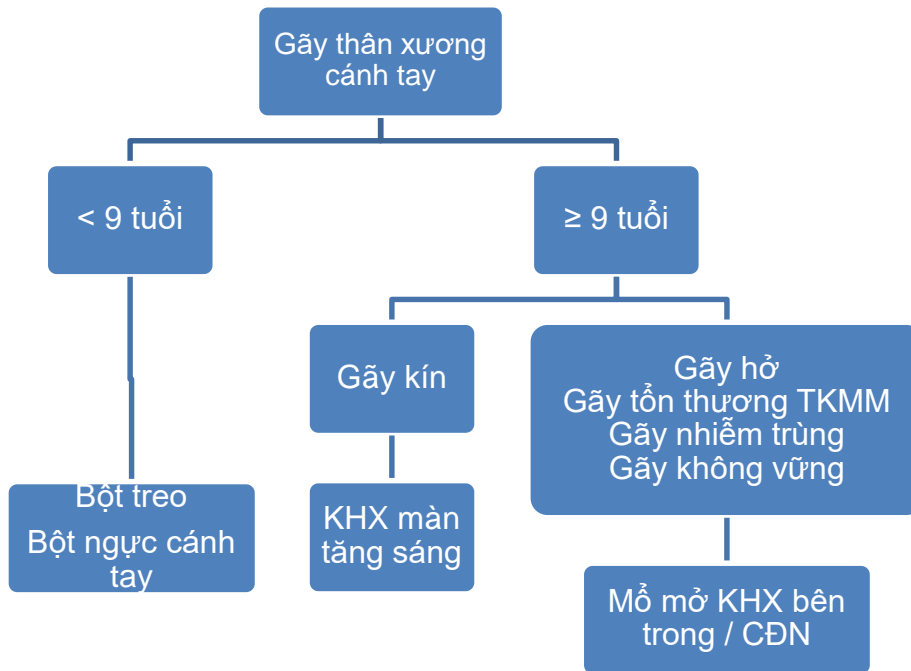 Gãy thân xương
cánh tay
< 9 tuổi
≥ 9 tuổi
Gãy kín
Gãy hở
Gãy tổn thương TKMM
Gãy nhiễm trùng
Gãy không vững
Bột treo
Bột ngực cánh
tay
KHX màn
tăng sáng
Mổ mở KHX bên
trong / CĐN